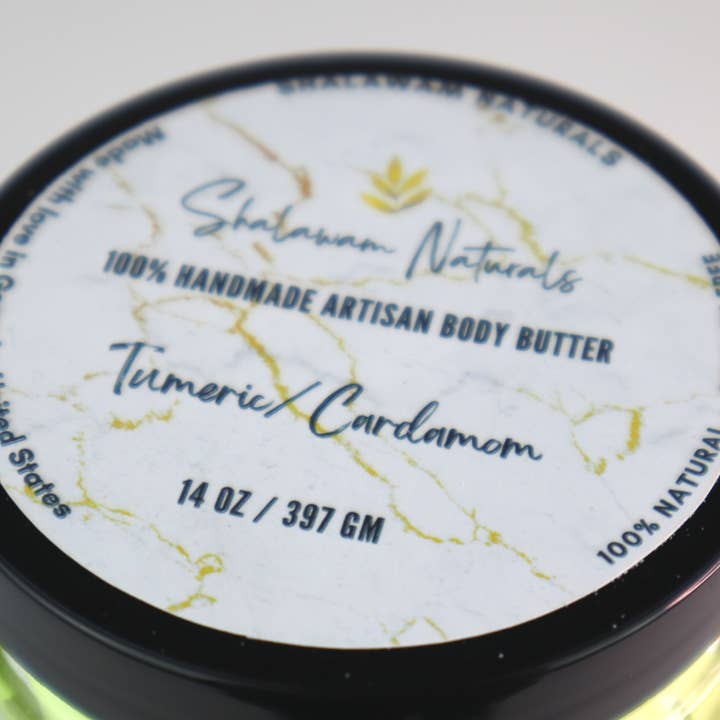 SHALAWAM NATURALS
Shalawam Naturals
100% HANDMADE ARTISAN BODY BUTTER
Tumeric/Cardamom
14 OZ / 397 GM
Made with love in
United States
100% NATURAL
FREE